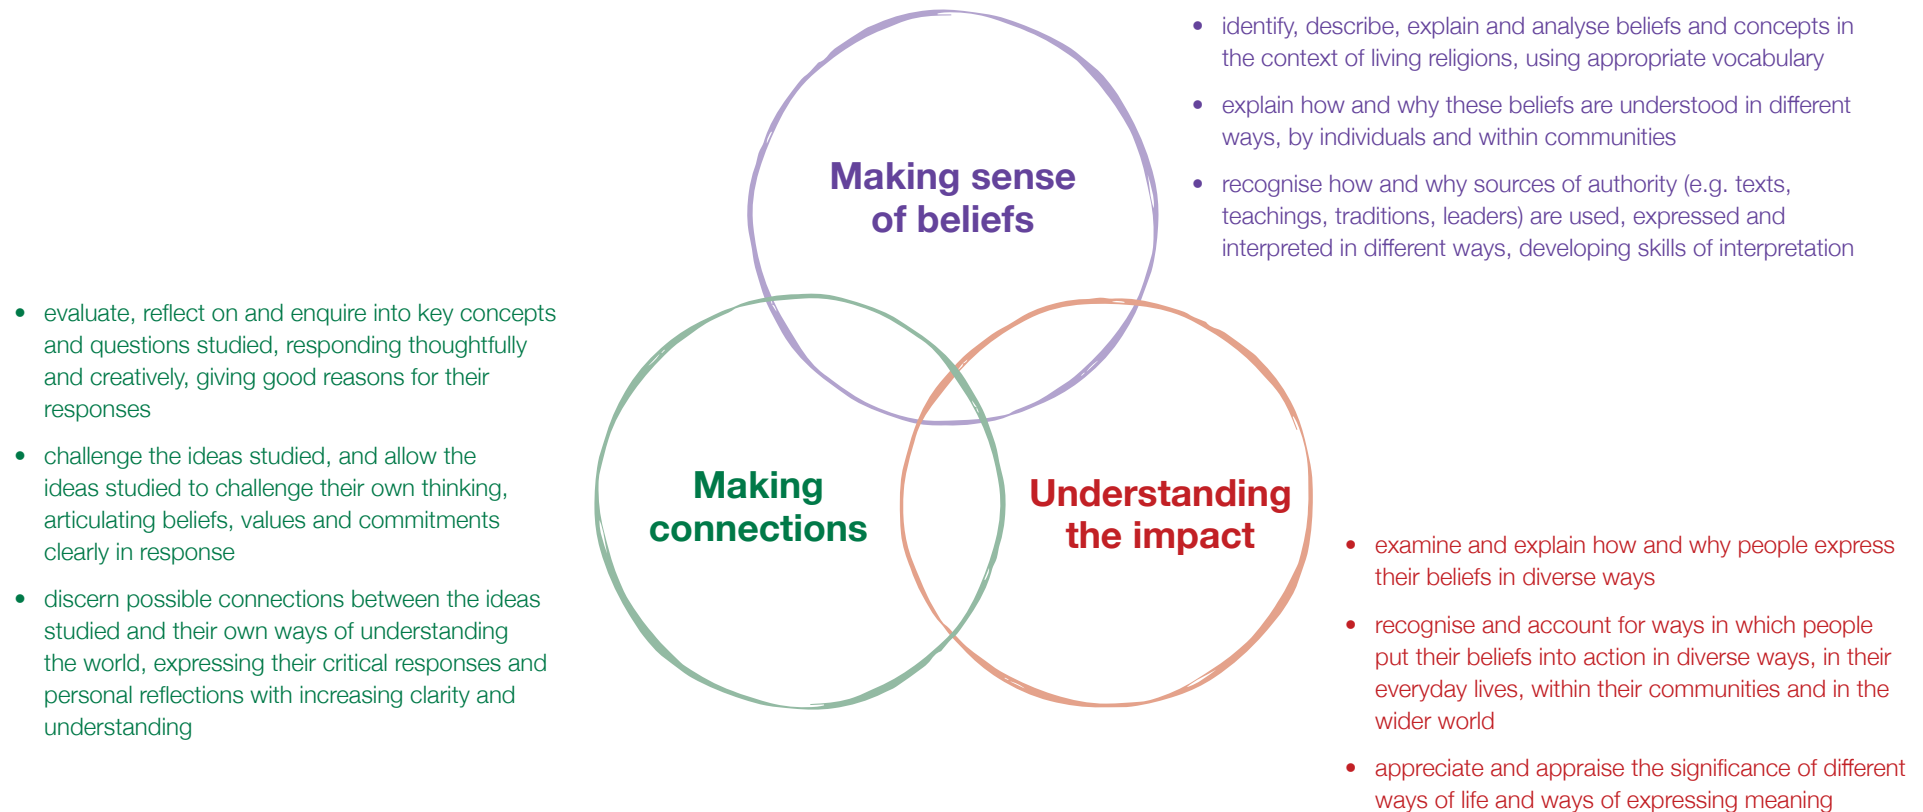 • identify, describe, explain and analyse beliefs and concepts in
the context of living religions, using appropriate vocabulary
• explain how and why these beliefs are understood in different
ways, by individuals and within communities
• recognise how and why sources of authority (e.g. texts,
teachings, traditions, leaders) are used, expressed and
interpreted in different ways, developing skills of interpretation
Making sense
of beliefs
• evaluate, reflect on and enquire into key concepts
and questions studied, responding thoughtfully
and creatively, giving good reasons for their
responses
• challenge the ideas studied, and allow the
ideas studied to challenge their own thinking,
articulating beliefs, values and commitments
clearly in response
• discern possible connections between the ideas
studied and their own ways of understanding
the world, expressing their critical responses and
personal reflections with increasing clarity and
understanding
Making
connections
Understanding
the impact
• examine and explain how and why people express
their beliefs in diverse ways
• recognise and account for ways in which people
put their beliefs into action in diverse ways, in their
everyday lives, within their communities and in the
wider world
• appreciate and appraise the significance of different
ways of life and ways of expressing meaning